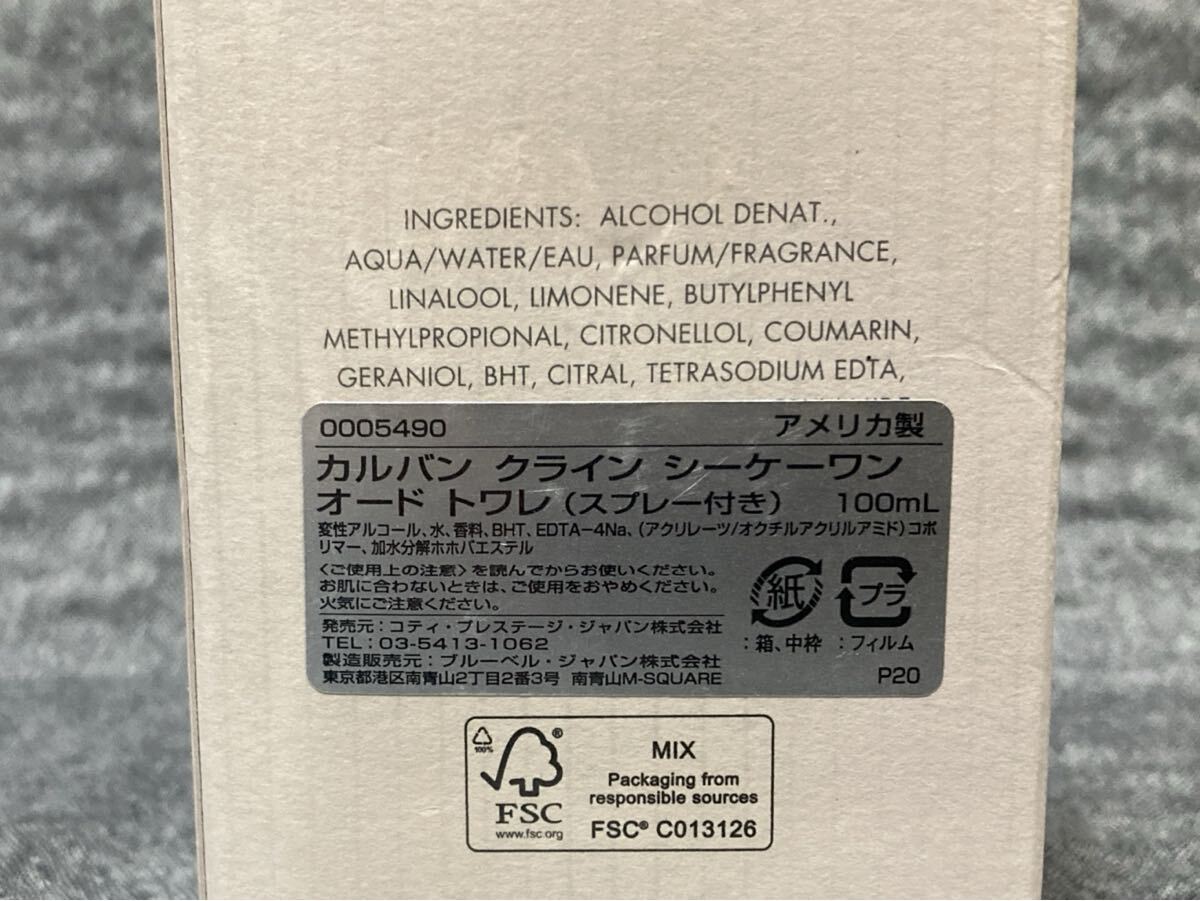 INGREDIENTS: ALCOHOL DENAT.,
AQUA/WATER/EAU, PARFUM/FRAGRANCE,
LINALOOL, LIMONENE, BUTYLPHENYL
METHYLPROPIONAL, CITRONELLOL, COUMARIN,
GERANIOL, BHT, CITRAL, TETRASODIUM EDTA,
0005490 アメリカ製
カルバン クライン シーケーワン
オード トワレ(スプレー付き) 100mL
変性アルコール、水、香料、BHT、EDTA-4Na、(アクリレーツ/オクチルアクリルアミド)コポ
リマー、加水分解ホホバエステル
〈ご使用上の注意〉を読んでからお使いください。
お肌に合わないときは、ご使用をおやめください。
火気にご注意ください。
紙 プラ
:箱、中枠 :フィルム
発売元:コティ・プレステージ・ジャパン株式会社
TEL:03-5413-1062
製造販売元:ブルーベル・ジャパン株式会社
東京都港区南青山2丁目2番3号 南青山M-SQUARE P20
100%
®
FSC
www.fsc.org
MIX
Packaging from
responsible sources
FSC® C013126